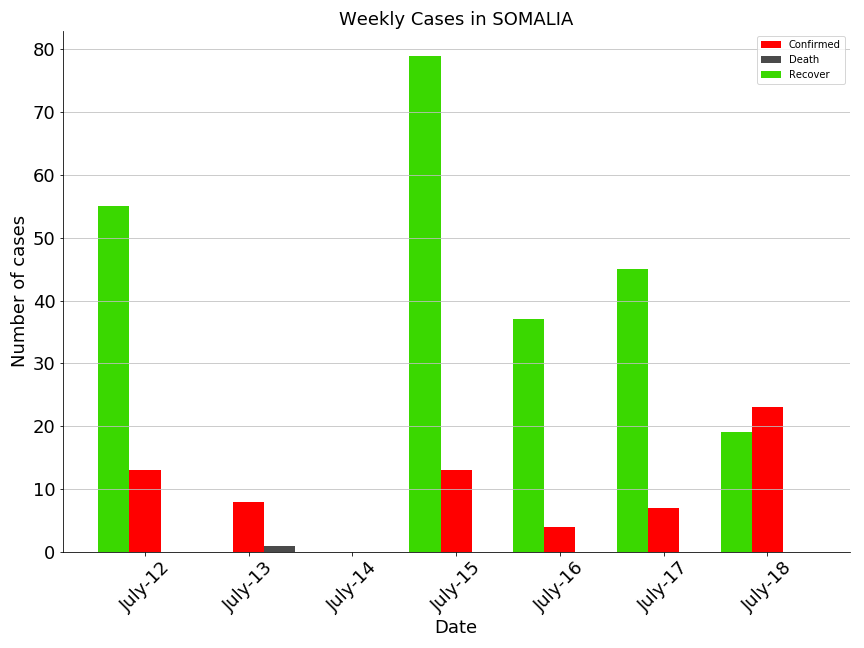 Weekly Cases in SOMALIA
Confirmed
Death
Recover
Number of cases
80
70
60
50
40
30
20
10
0
July-12
July-13
July-14
July-15
July-16
July-17
July-18
Date